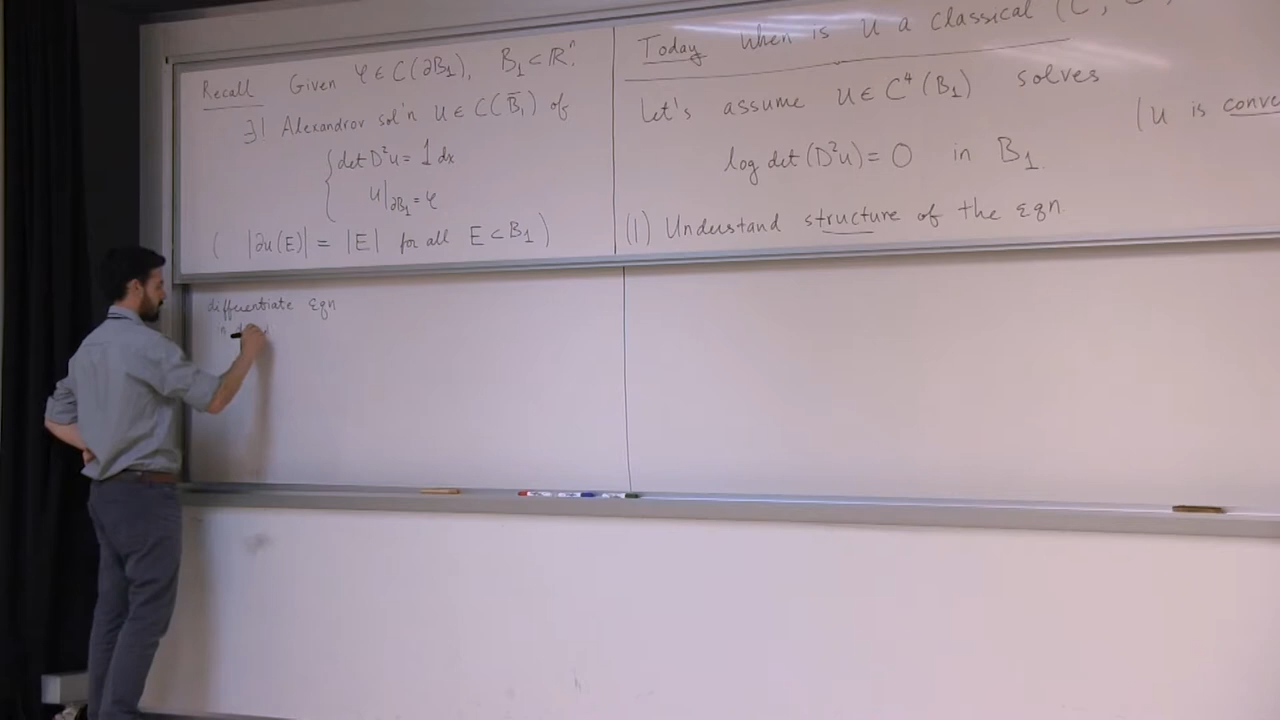 Recall Given φ ∈ C(∂B₁), B₁ ⊂ ℝⁿ:
∃! Alexandrov sol'n u ∈ C(B̄₁) of
{ det D²u = 1 dx
u|∂B₁ = φ
( |∂u(E)| = |E| for all E ⊂ B₁ )
Today When is u a classical (C
Let's assume u ∈ C⁴(B₁) solves
(u is conve
log det (D²u) = 0 in B₁.
(1) Understand structure of the Eqn.
differentiate Eqn
in